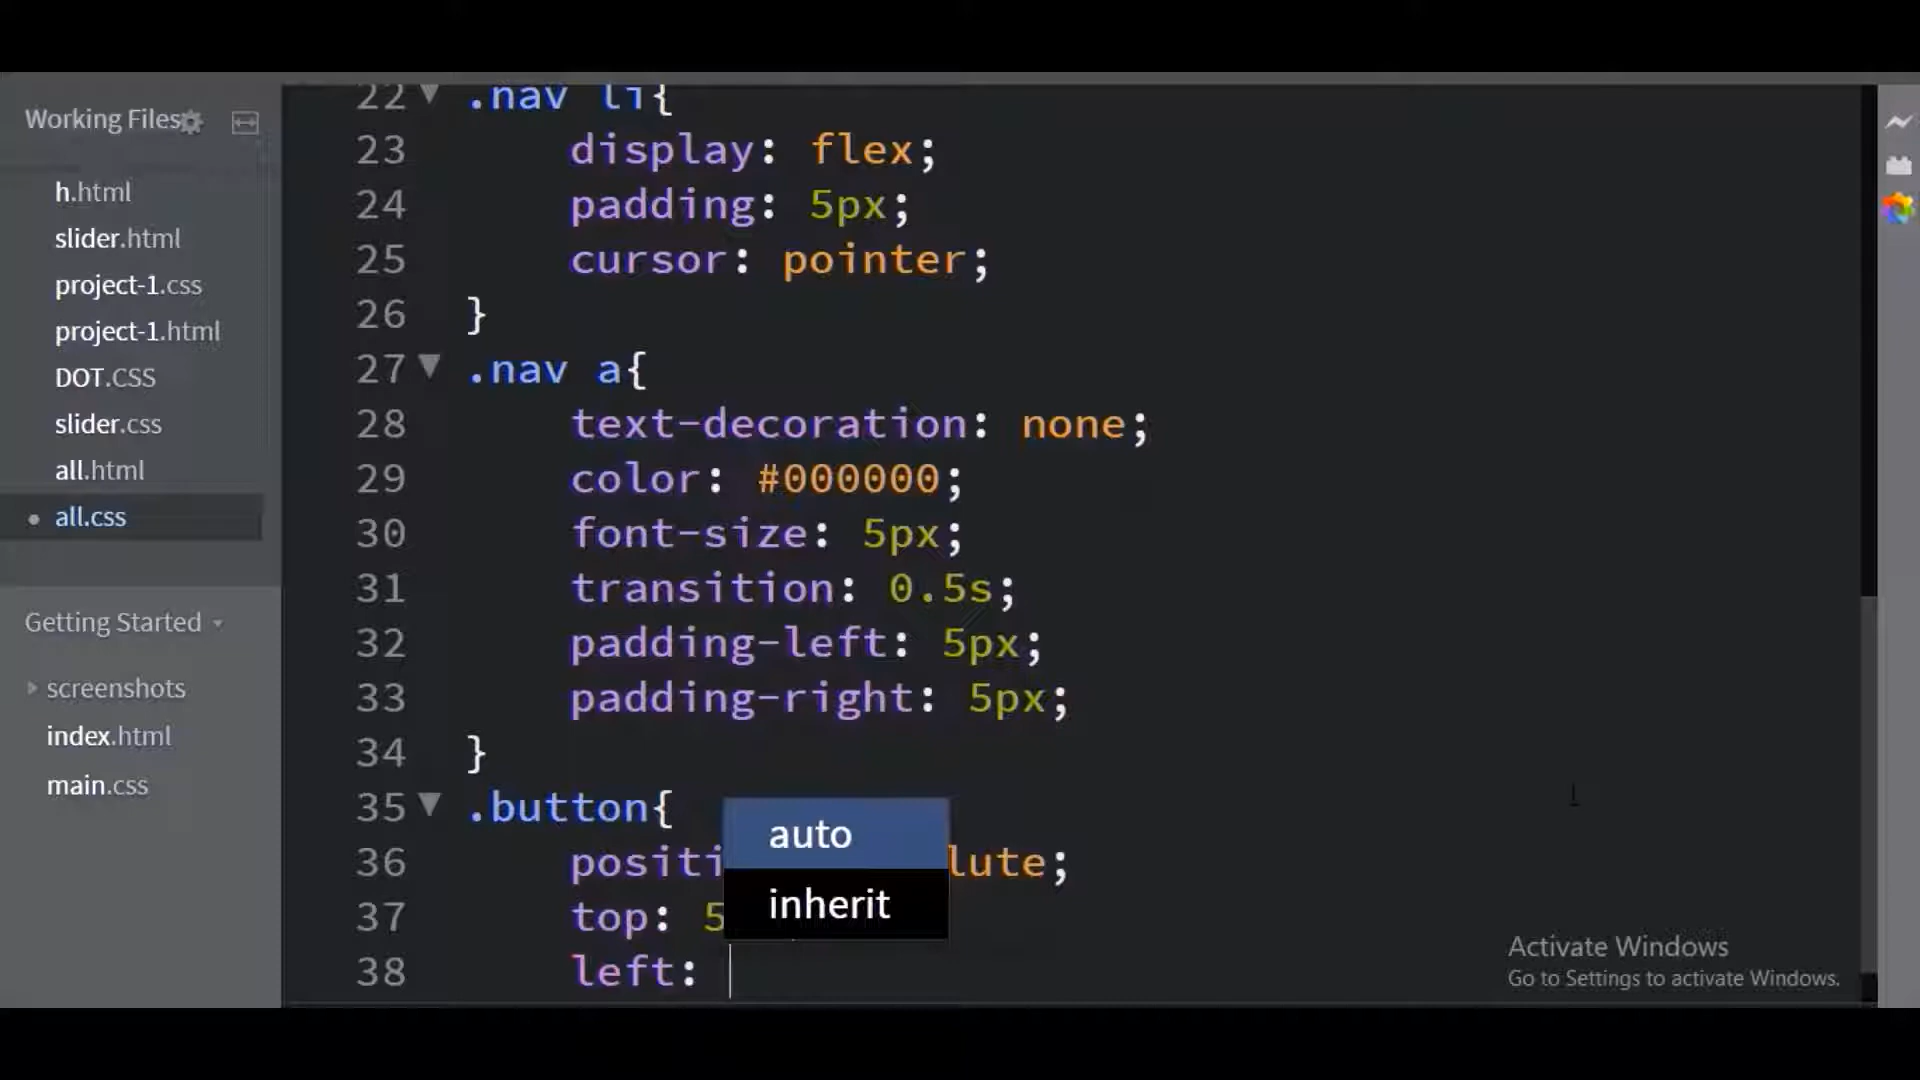 Working Files
h.html
slider.html
project-1.css
project-1.html
DOT.CSS
slider.css
all.html
all.css
Getting Started
screenshots
index.html
main.css
22 .nav li{
23 display: flex;
24 padding: 5px;
25 cursor: pointer;
26 }
27 .nav a{
28 text-decoration: none;
29 color: #000000;
30 font-size: 5px;
31 transition: 0.5s;
32 padding-left: 5px;
33 padding-right: 5px;
34 }
35 .button{
auto
36 positi lute;
inherit
37 top: 5
38 left:
Activate Windows
Go to Settings to activate Windows.